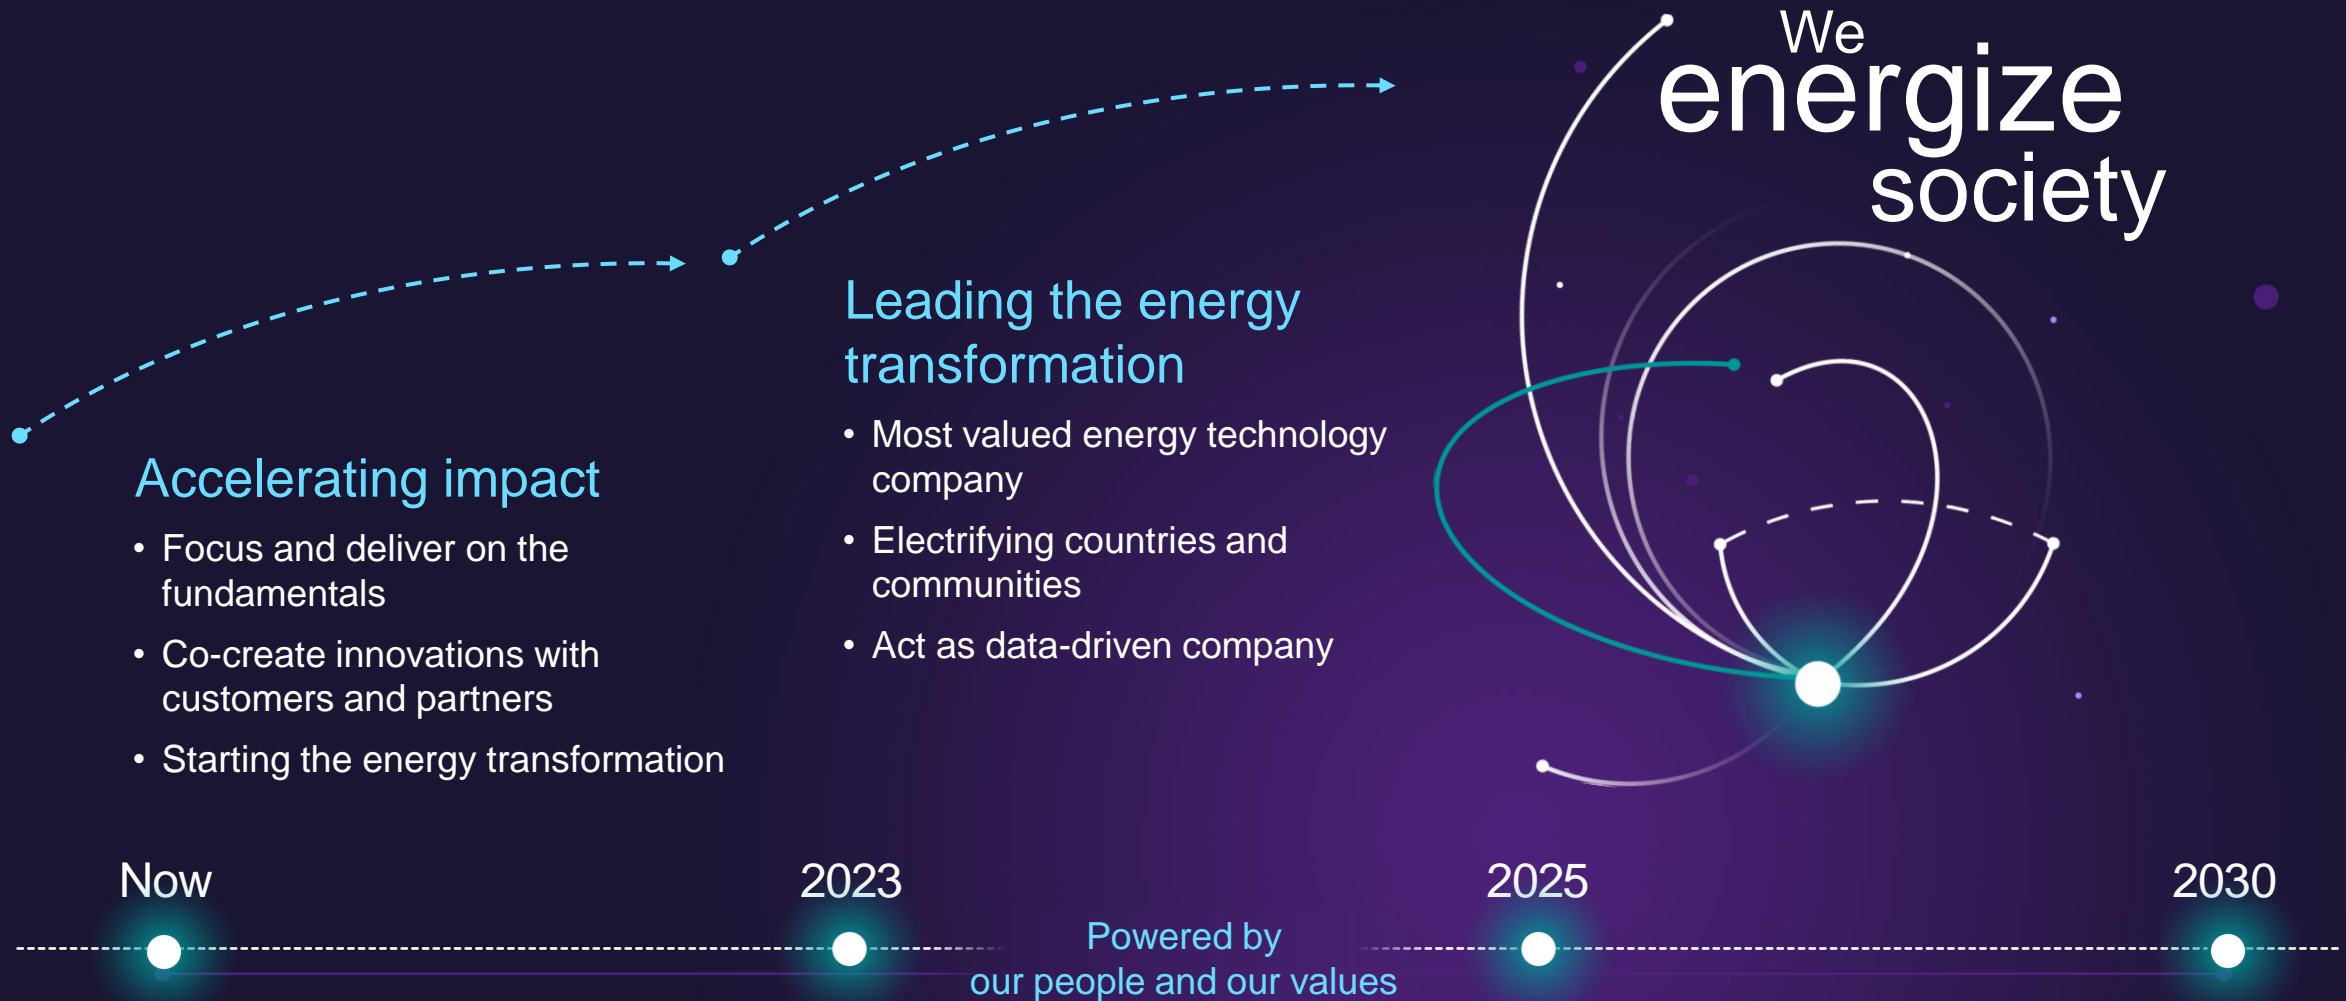 We
energize
society
Leading the energy
transformation
• Most valued energy technology
company
• Electrifying countries and
communities
• Act as data-driven company
Accelerating impact
• Focus and deliver on the
fundamentals
• Co-create innovations with
customers and partners
• Starting the energy transformation
Now
2023
2025
2030
Powered by
our people and our values